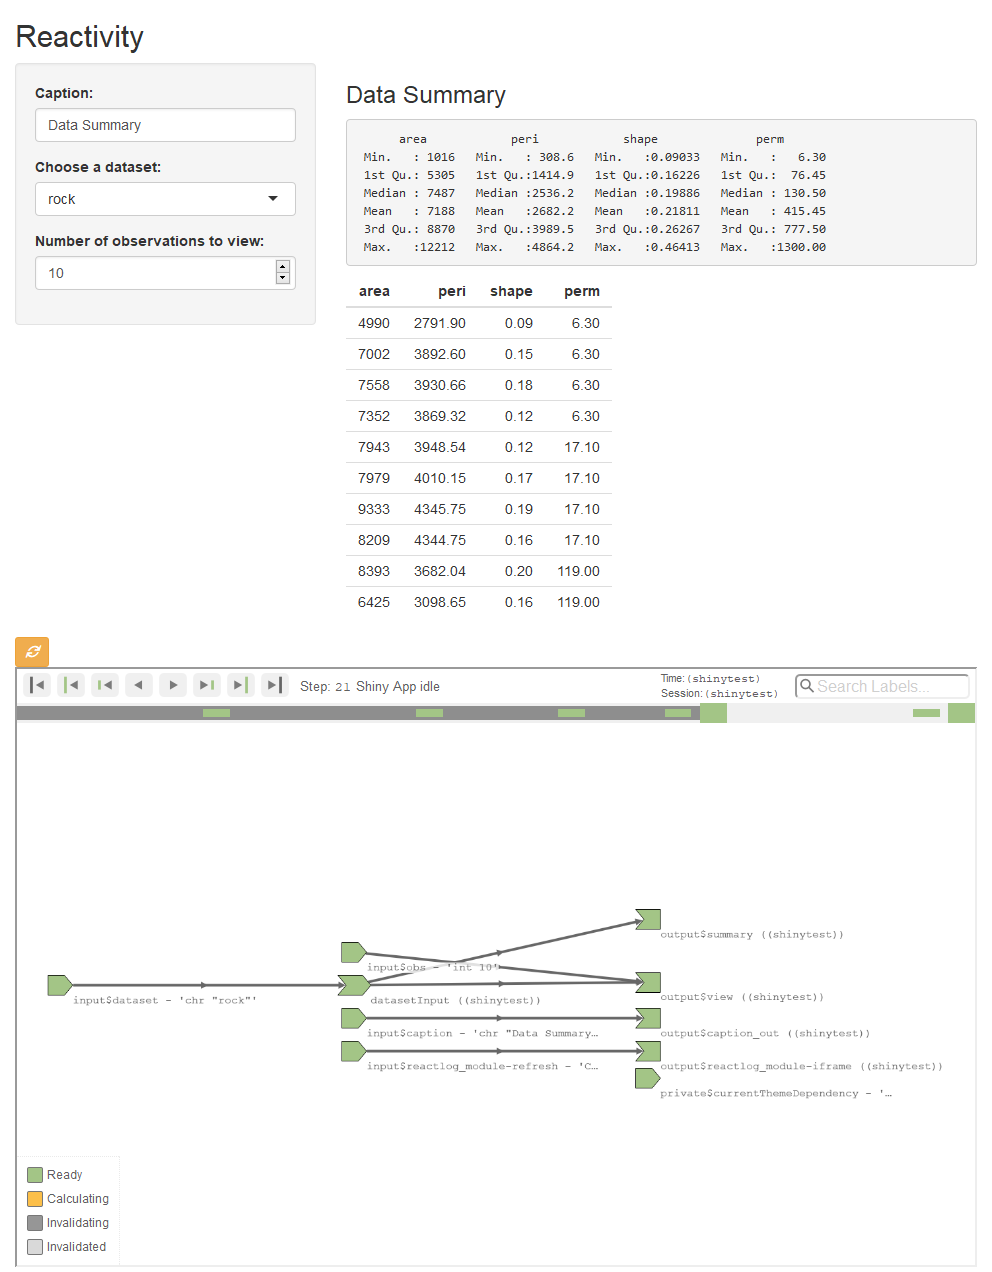 Reactivity
Caption:
Data Summary
Choose a dataset:
rock
Number of observations to view:
10
Data Summary
area peri shape perm
Min. : 1016 Min. : 308.6 Min. :0.09033 Min. : 6.30
1st Qu.: 5305 1st Qu.:1414.9 1st Qu.:0.16226 1st Qu.: 76.45
Median : 7487 Median :2536.2 Median :0.19886 Median : 130.50
Mean : 7188 Mean :2682.2 Mean :0.21811 Mean : 415.45
3rd Qu.: 8870 3rd Qu.:3989.5 3rd Qu.:0.26267 3rd Qu.: 777.50
Max. :12212 Max. :4864.2 Max. :0.46413 Max. :1300.00
area peri shape perm
4990 2791.90 0.09 6.30
7002 3892.60 0.15 6.30
7558 3930.66 0.18 6.30
7352 3869.32 0.12 6.30
7943 3948.54 0.12 17.10
7979 4010.15 0.17 17.10
9333 4345.75 0.19 17.10
8209 4344.75 0.16 17.10
8393 3682.04 0.20 119.00
6425 3098.65 0.16 119.00
Step: 21 Shiny App idle
Time: (shinytest)
Session: (shinytest)
Search Labels...
output$summary ((shinytest))
input$obs - 'int 10'
input$dataset - 'chr "rock"'
datasetInput ((shinytest))
output$view ((shinytest))
input$caption - 'chr "Data Summary…
output$caption_out ((shinytest))
input$reactlog_module-refresh - 'C…
output$reactlog_module-iframe ((shinytest))
private$currentThemeDependency - '…
Ready
Calculating
Invalidating
Invalidated